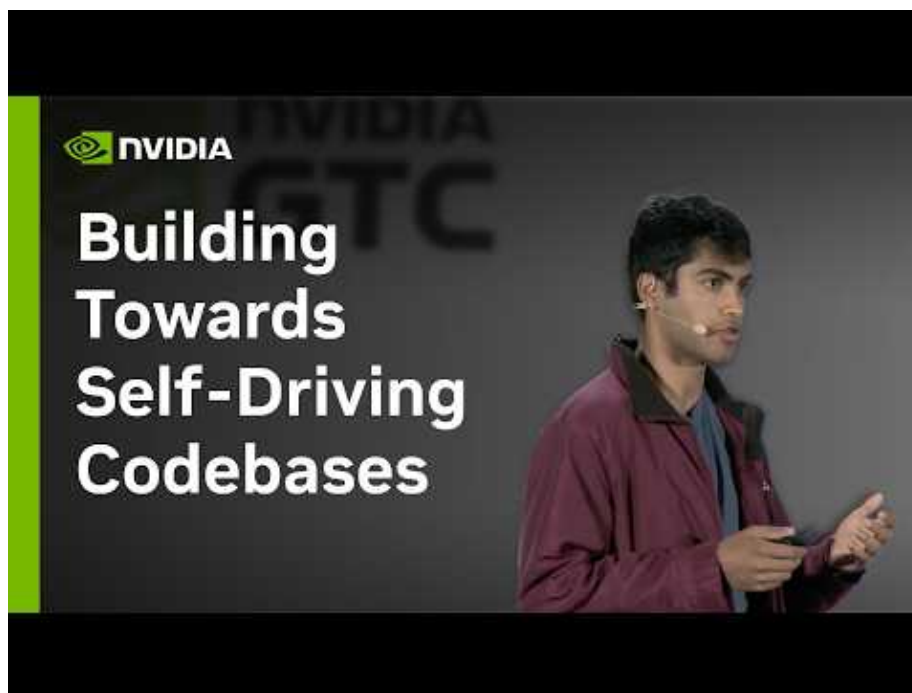 NVIDIA
GTC
NVIDIA
Building
Towards
Self-Driving
Codebases